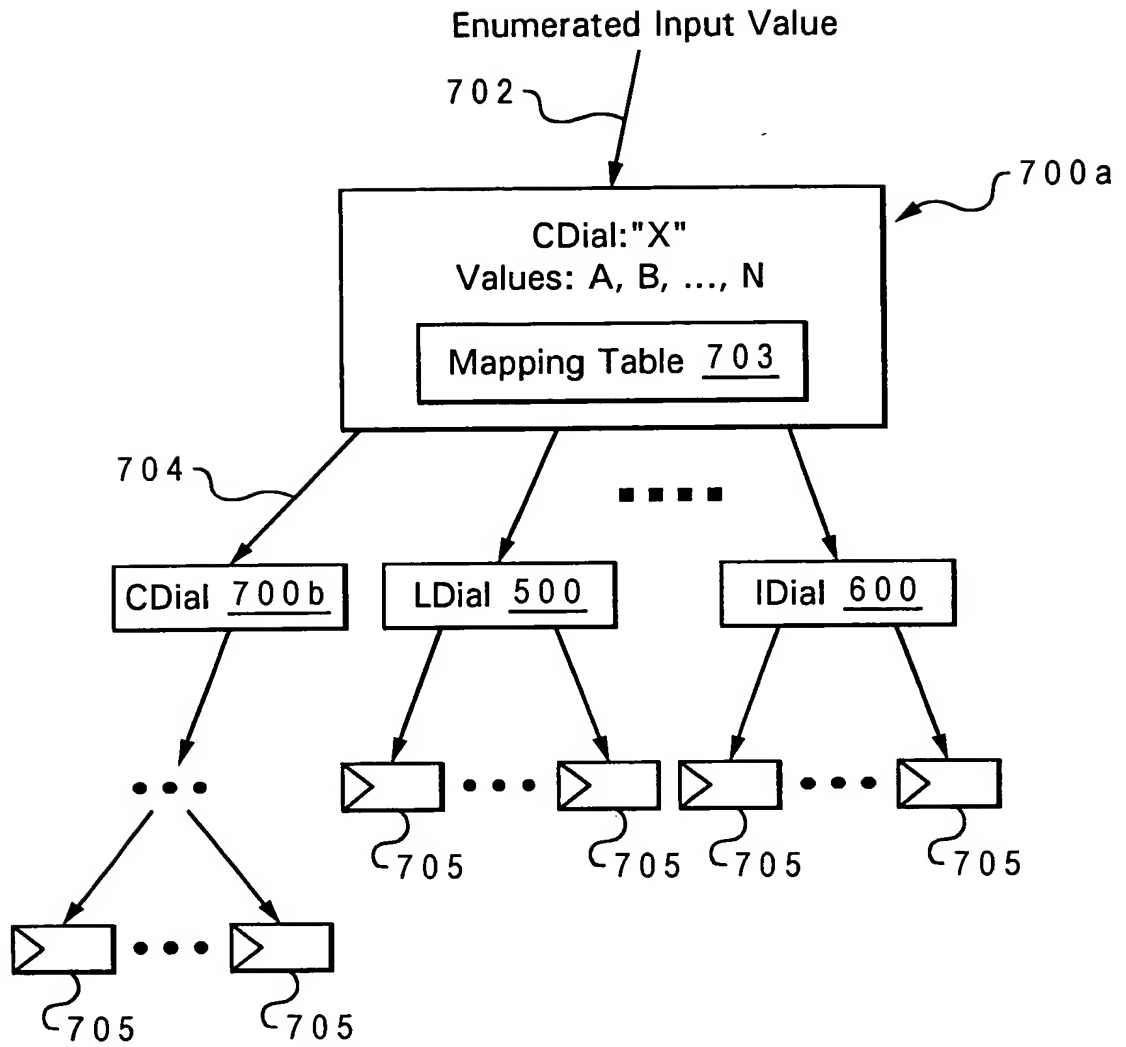 Enumerated Input Value
702
700a
CDial:"X"
Values: A, B, ..., N
Mapping Table 703
704
CDial 700b
LDial 500
IDial 600
705
705
705
705
705
705